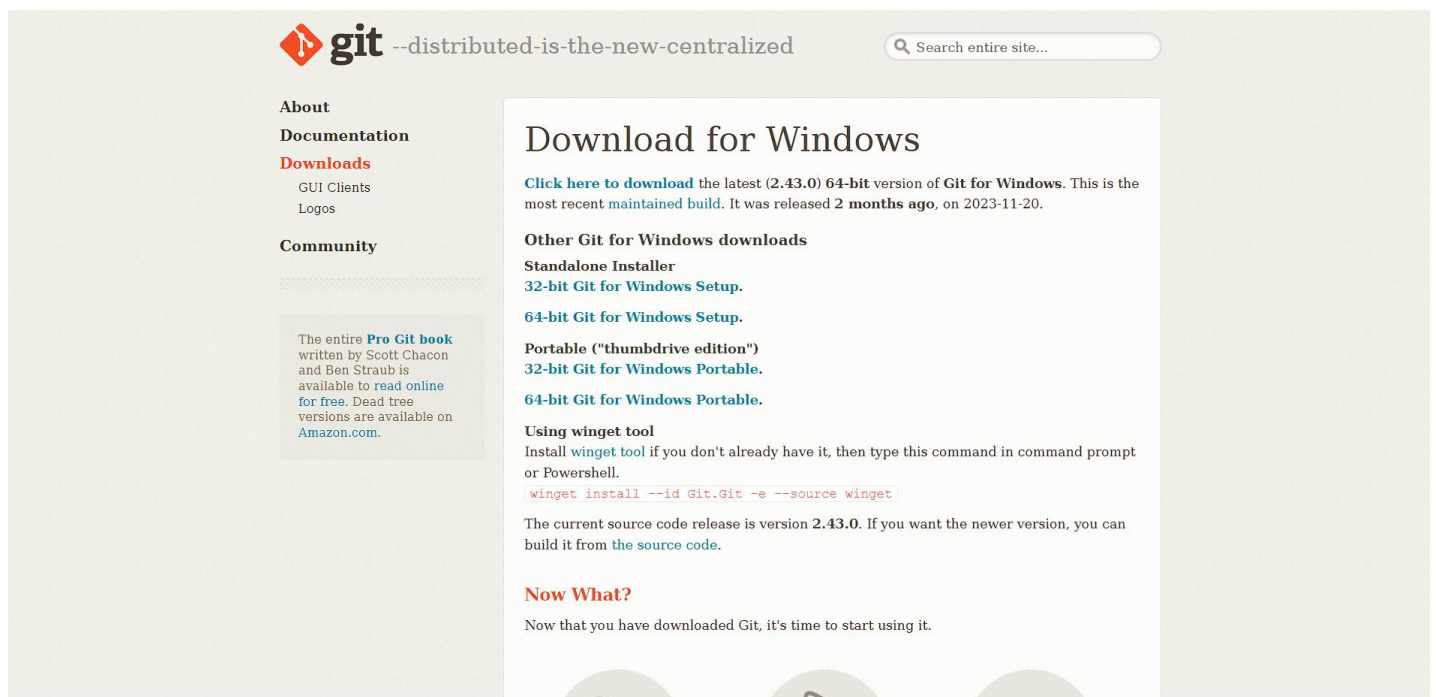 git --distributed-is-the-new-centralized
Search entire site...
About
Documentation
Downloads
GUI Clients
Logos
Community
The entire Pro Git book
written by Scott Chacon
and Ben Straub is
available to read online
for free. Dead tree
versions are available on
Amazon.com.
Download for Windows
Click here to download the latest (2.43.0) 64-bit version of Git for Windows. This is the
most recent maintained build. It was released 2 months ago, on 2023-11-20.
Other Git for Windows downloads
Standalone Installer
32-bit Git for Windows Setup.
64-bit Git for Windows Setup.
Portable ("thumbdrive edition")
32-bit Git for Windows Portable.
64-bit Git for Windows Portable.
Using winget tool
Install winget tool if you don't already have it, then type this command in command prompt
or Powershell.
winget install --id Git.Git -e --source winget
The current source code release is version 2.43.0. If you want the newer version, you can
build it from the source code.
Now What?
Now that you have downloaded Git, it's time to start using it.